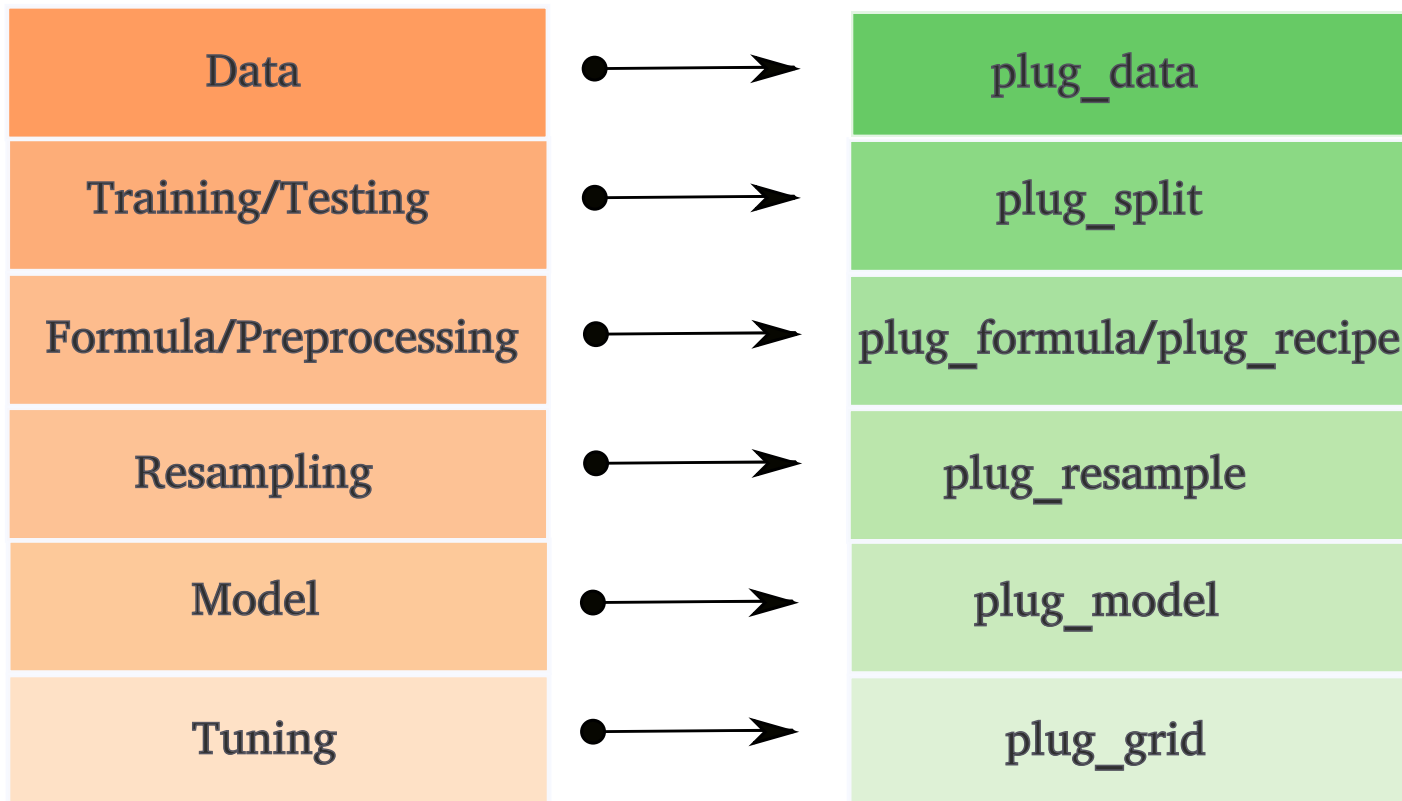 Data
plug_data
Training/Testing
plug_split
Formula/Preprocessing
plug_formula/plug_recipe
Resampling
plug_resample
Model
plug_model
Tuning
plug_grid